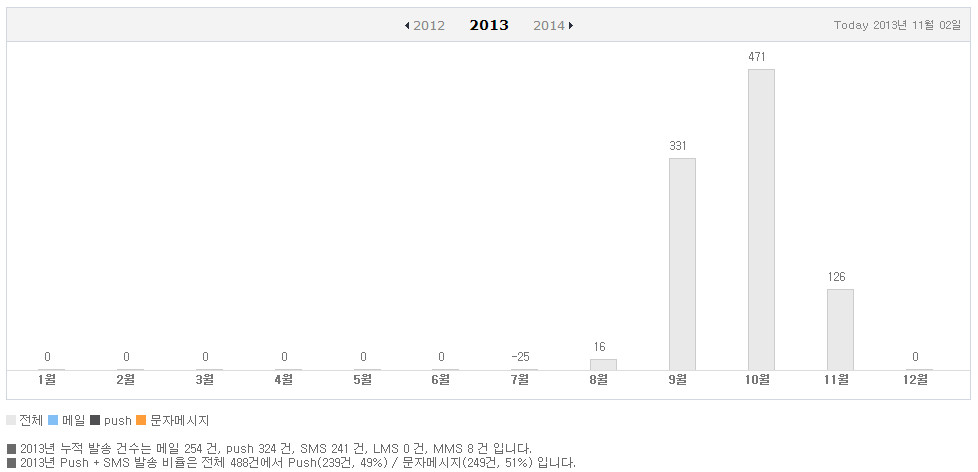 2012 2013 2014 Today 2013년 11월 02일
471
331
126
16
0 0 0 0 0 0 -25 0
1월 2월 3월 4월 5월 6월 7월 8월 9월 10월 11월 12월
전체 메일 push 문자메시지
2013년 누적 발송 건수는 메일 254 건, push 324 건, SMS 241 건, LMS 0 건, MMS 8 건 입니다.
2013년 Push + SMS 발송 비율은 전체 488건에서 Push(239건, 49%) / 문자메시지(249건, 51%) 입니다.